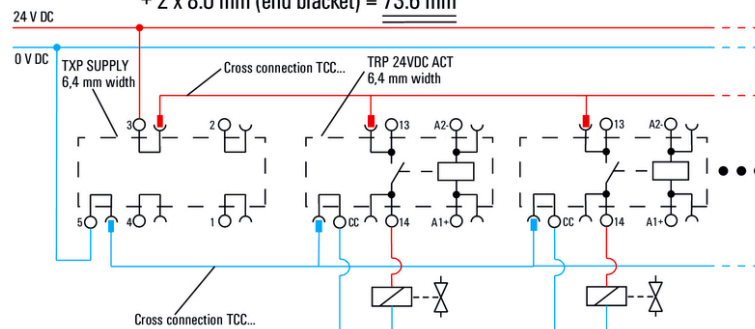 + 2 x 8.0 mm (end bracket) = 73.6 mm
24 V DC
0 V DC
TXP SUPPLY
6,4 mm width
Cross connection TCC...
TRP 24VDC ACT
6,4 mm width
3 2 13 A2- 13 A2-
5 4 1 CC 14 A1+ CC 14 A1+
Cross connection TCC...